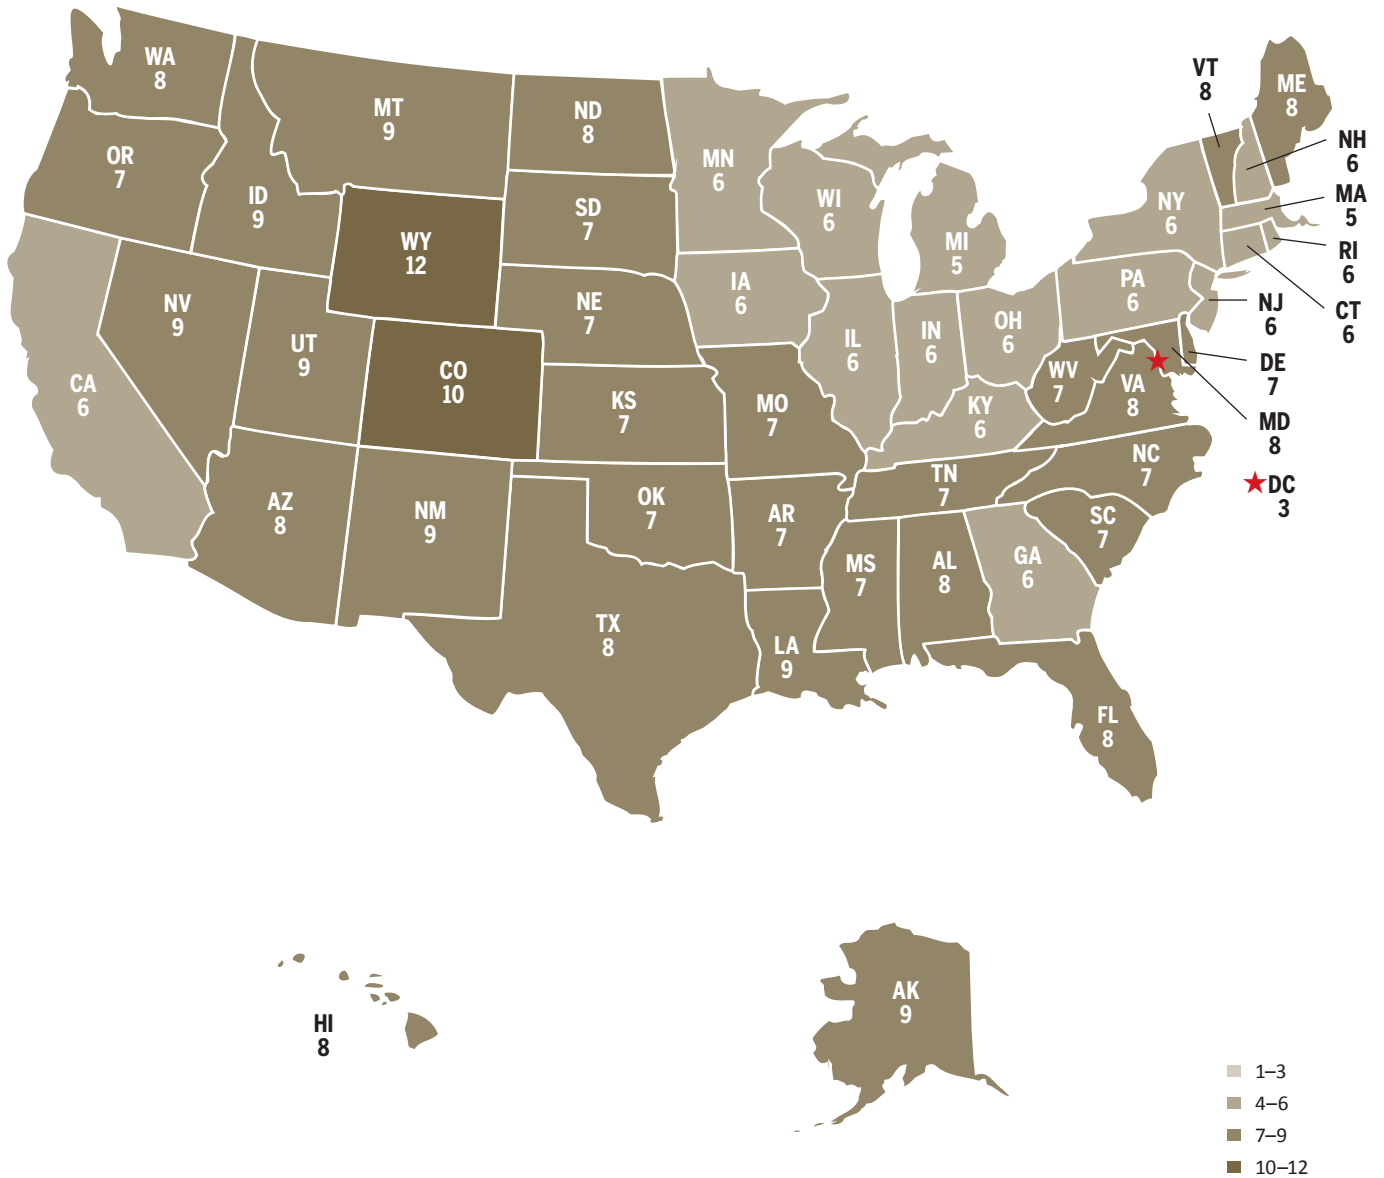 WA
8
OR
7
CA
6
ID
9
NV
9
MT
9
WY
12
UT
9
CO
10
AZ
8
NM
9
ND
8
SD
7
NE
7
KS
7
OK
7
TX
8
MN
6
IA
6
MO
7
AR
7
LA
9
WI
6
IL
6
MI
5
IN
6
OH
6
KY
6
TN
7
MS
7
AL
8
GA
6
FL
8
SC
7
NC
7
VA
8
WV
7
PA
6
NY
6
VT
8
ME
8
NH
6
MA
5
RI
6
CT
6
NJ
6
DE
7
MD
8
DC
3
HI
8
AK
9
1–3
4–6
7–9
10–12